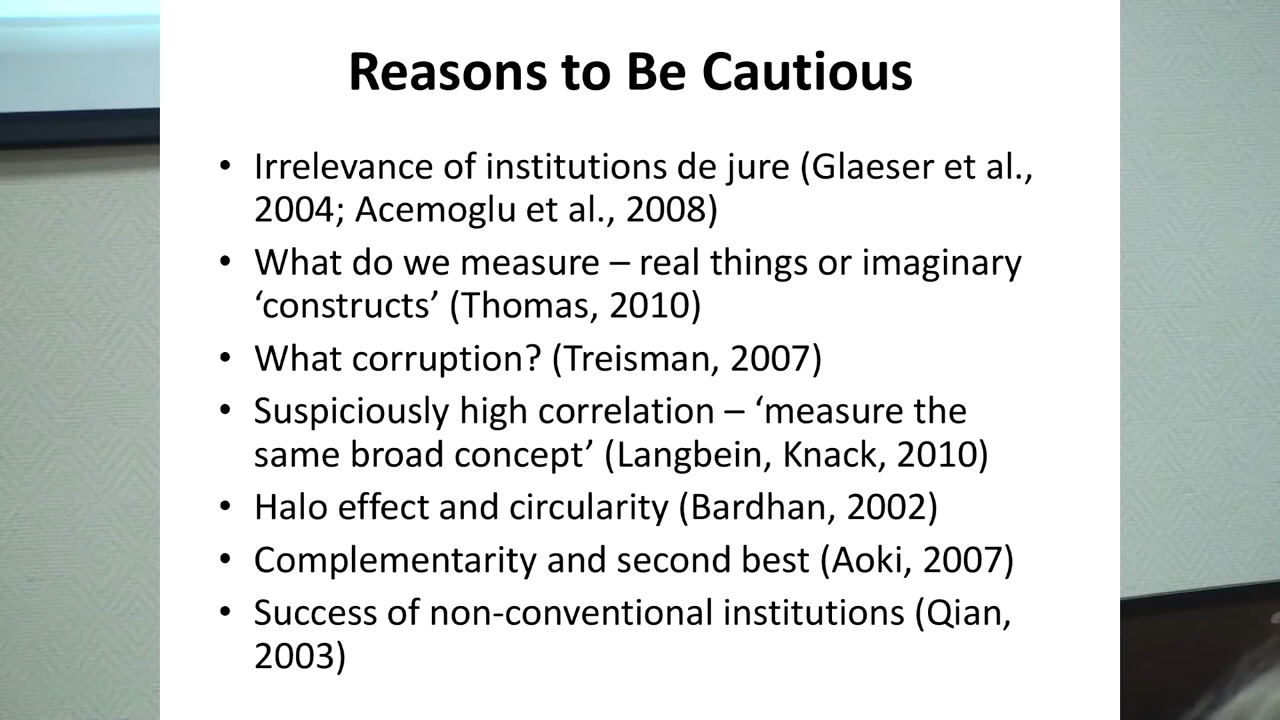 Reasons to Be Cautious
• Irrelevance of institutions de jure (Glaeser et al.,
2004; Acemoglu et al., 2008)
• What do we measure – real things or imaginary
‘constructs’ (Thomas, 2010)
• What corruption? (Treisman, 2007)
• Suspiciously high correlation – ‘measure the
same broad concept’ (Langbein, Knack, 2010)
• Halo effect and circularity (Bardhan, 2002)
• Complementarity and second best (Aoki, 2007)
• Success of non-conventional institutions (Qian,
2003)